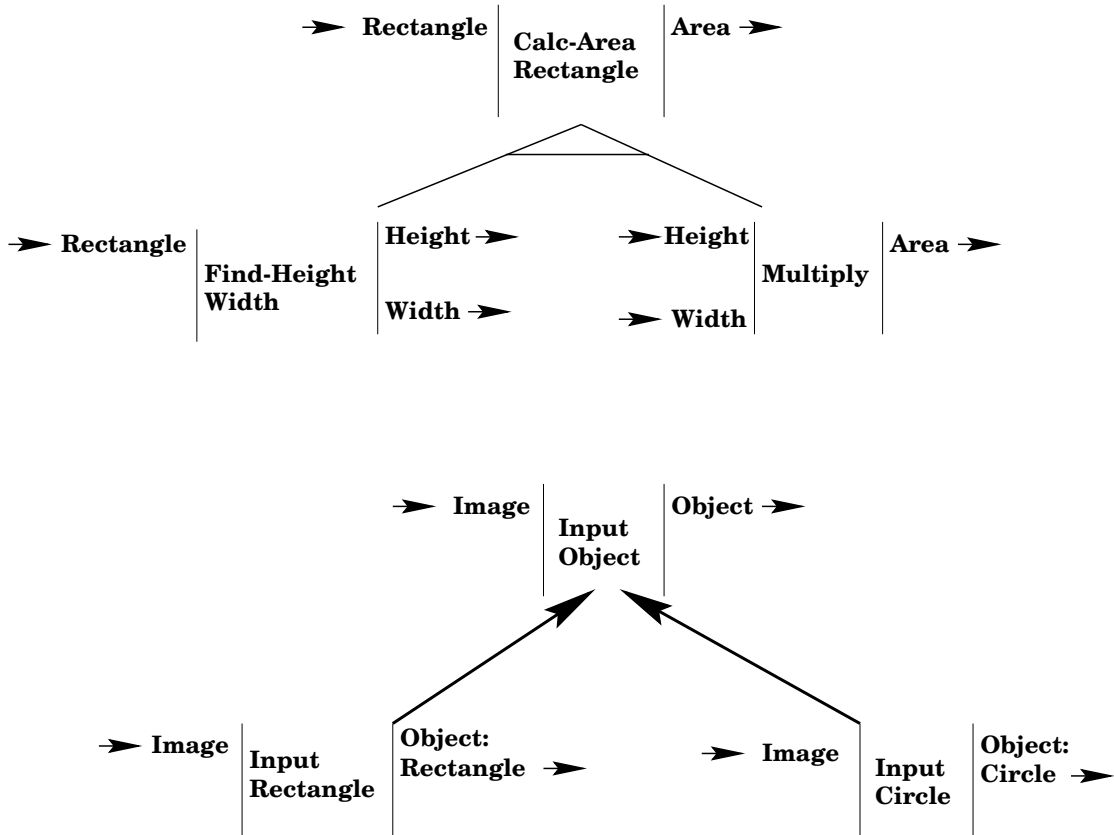 Rectangle
Calc-Area
Rectangle
Area
Rectangle
Find-Height
Width
Height
Width
Height
Width
Multiply
Area
Image
Input
Object
Object
Image
Input
Rectangle
Object:
Rectangle
Image
Input
Circle
Object:
Circle